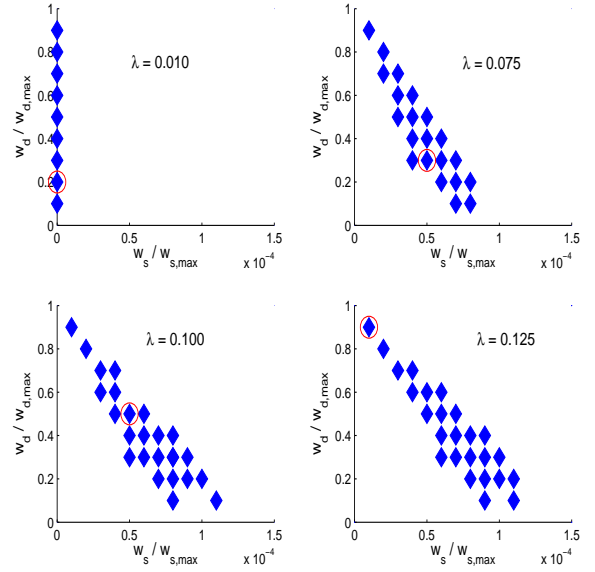 1
0.8
0.6
0.4
0.2
0
w_d / w_d,max
λ = 0.010
0 0.5 1 1.5
w_s / w_s,max
x 10⁻⁴
1
0.8
0.6
0.4
0.2
0
w_d / w_d,max
λ = 0.075
0 0.5 1 1.5
w_s / w_s,max
x 10⁻⁴
1
0.8
0.6
0.4
0.2
0
w_d / w_d,max
λ = 0.100
0 0.5 1 1.5
w_s / w_s,max
x 10⁻⁴
1
0.8
0.6
0.4
0.2
0
w_d / w_d,max
λ = 0.125
0 0.5 1 1.5
w_s / w_s,max
x 10⁻⁴